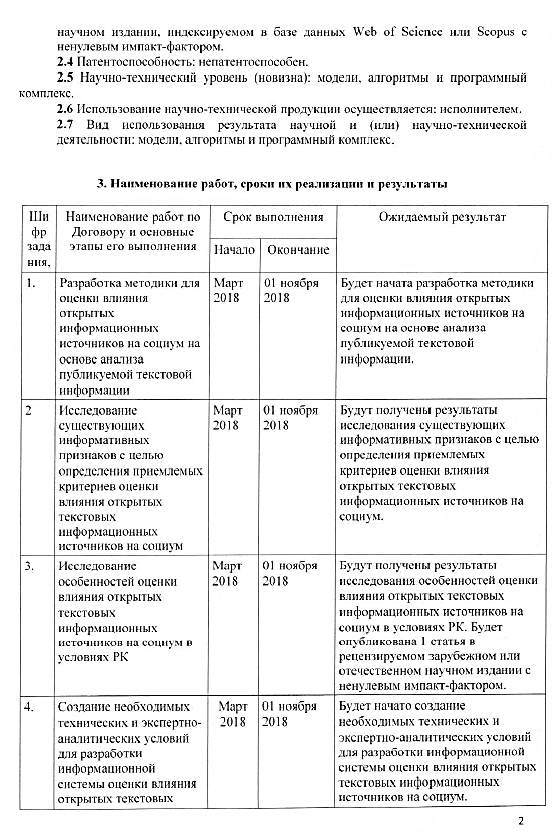 научном издании, индексируемом в базе данных Web of Science или Scopus с
ненулевым импакт-фактором.
2.4 Патентоспособность: непатентоспособен.
2.5 Научно-технический уровень (новизна): модели, алгоритмы и программный
комплекс.
2.6 Использование научно-технической продукции осуществляется: исполнителем.
2.7 Вид использования результата научной и (или) научно-технической
деятельности: модели, алгоритмы и программный комплекс.
3. Наименование работ, сроки их реализации и результаты
Ши
фр
зада
ния,
Наименование работ по
Договору и основные
этапы его выполнения
Срок выполнения
Начало
Окончание
Ожидаемый результат
1.
Разработка методики для
оценки влияния
открытых
информационных
источников на социум на
основе анализа
публикуемой текстовой
информации
Март
2018
01 ноября
2018
Будет начата разработка методики
для оценки влияния открытых
информационных источников на
социум на основе анализа
публикуемой текстовой
информации.
2
Исследование
существующих
информативных
признаков с целью
определения приемлемых
критериев оценки
влияния открытых
текстовых
информационных
источников на социум
Март
2018
01 ноября
2018
Будут получены результаты
исследования существующих
информативных признаков с целью
определения приемлемых
критериев оценки влияния
открытых текстовых
информационных источников на
социум.
3.
Исследование
особенностей оценки
влияния открытых
текстовых
информационных
источников на социум в
условиях РК
Март
2018
01 ноября
2018
Будут получены результаты
исследования особенностей оценки
влияния открытых текстовых
информационных источников на
социум в условиях РК. Будет
опубликована 1 статья в
рецензируемом зарубежном или
отечественном научном издании с
ненулевым импакт-фактором.
4.
Создание необходимых
технических и экспертно-
аналитических условий
для разработки
информационной
системы оценки влияния
открытых текстовых
Март
2018
01 ноября
2018
Будет начато создание
необходимых технических и
экспертно-аналитических условий
для разработки информационной
системы оценки влияния открытых
текстовых информационных
источников на социум.
2